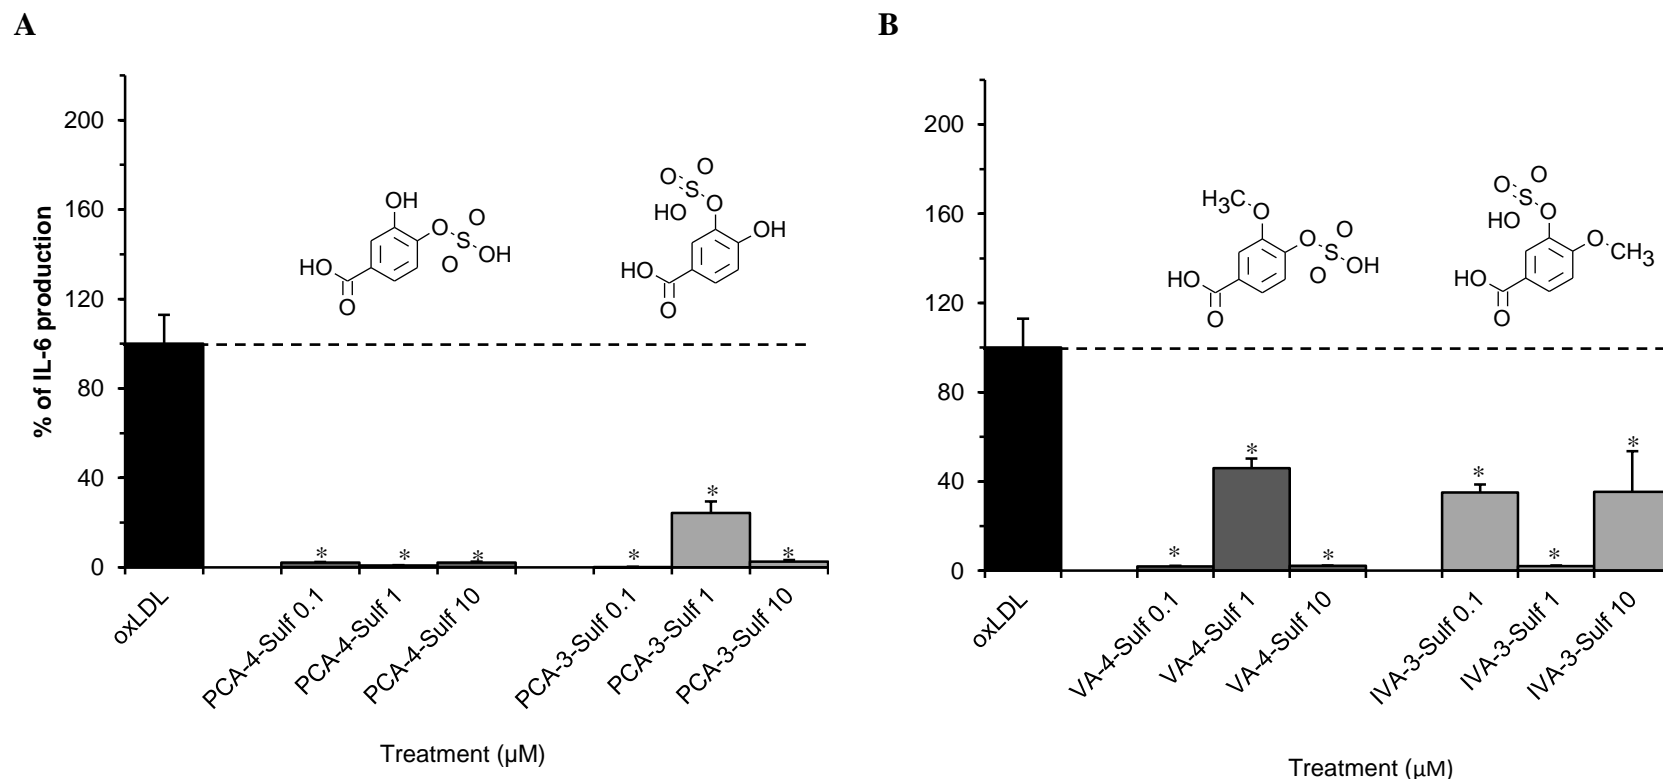 A
B
% of IL-6 production
200
160
120
80
40
0
OH
O
O
S
OH
O
HO
O
O
O
S
HO
O
OH
HO
O
oxLDL
PCA-4-Sulf 0.1
PCA-4-Sulf 1
PCA-4-Sulf 10
PCA-3-Sulf 0.1
PCA-3-Sulf 1
PCA-3-Sulf 10
* * * * * *
Treatment (µM)
200
160
120
80
40
0
H3C
O
O
O
S
OH
O
HO
O
O
O
S
HO
O
O
CH3
HO
O
* * * * * *
oxLDL
VA-4-Sulf 0.1
VA-4-Sulf 1
VA-4-Sulf 10
IVA-3-Sulf 0.1
IVA-3-Sulf 1
IVA-3-Sulf 10
Treatment (µM)